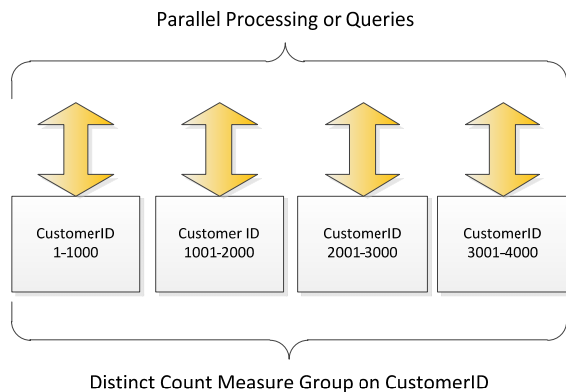 Parallel Processing or Queries
CustomerID
1-1000
Customer ID
1001-2000
CustomerID
2001-3000
CustomerID
3001-4000
Distinct Count Measure Group on CustomerID